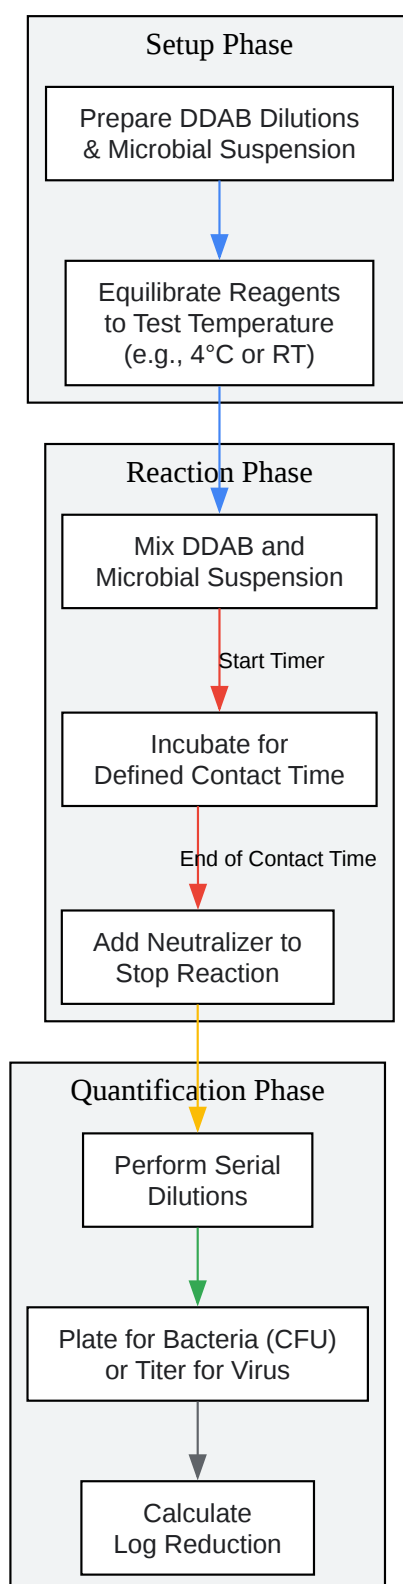 Setup Phase
Prepare DDAB Dilutions
& Microbial Suspension
Equilibrate Reagents
to Test Temperature
(e.g., 4°C or RT)
Reaction Phase
Mix DDAB and
Microbial Suspension
Start Timer
Incubate for
Defined Contact Time
End of Contact Time
Add Neutralizer to
Stop Reaction
Quantification Phase
Perform Serial
Dilutions
Plate for Bacteria (CFU)
or Titer for Virus
Calculate
Log Reduction